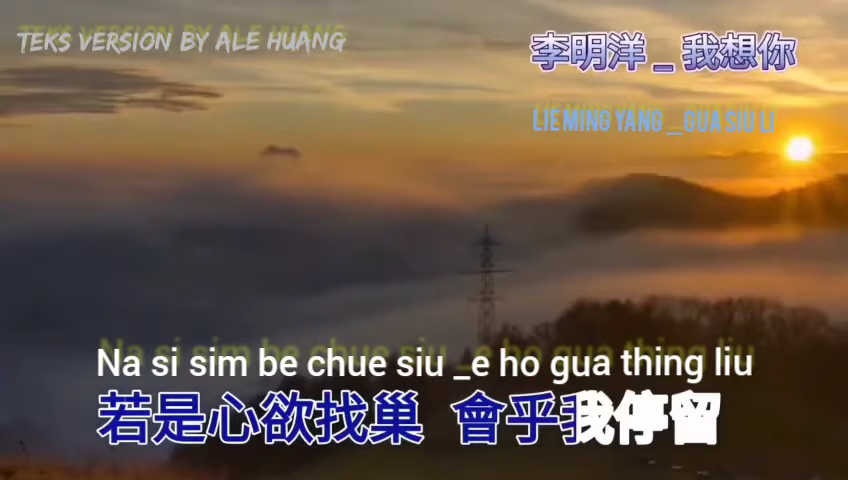 TEKS VERSION BY ALE HUANG
李明洋 _ 我想你
LIE MING YANG _ GUA SIU LI
Na si sim be chue siu _e ho gua thing liu
若是心欲找巢 會乎我停留